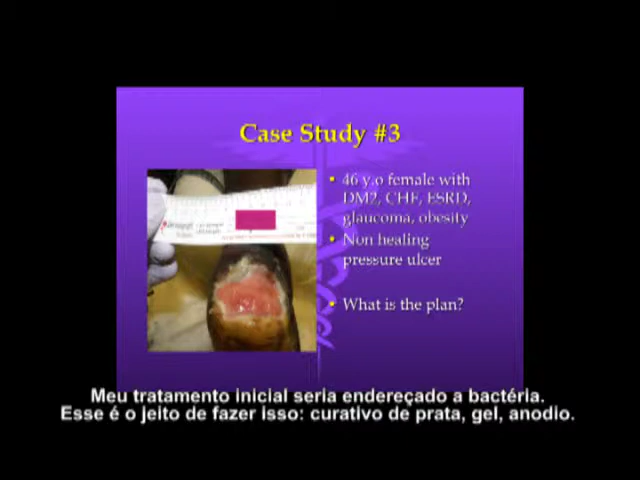 Case Study #3
46 y.o female with
DM2, CHF, ESRD,
glaucoma, obesity
Non healing
pressure ulcer
What is the plan?
Meu tratamento inicial seria endereçado a bactéria.
Esse é o jeito de fazer isso: curativo de prata, gel, anodio.